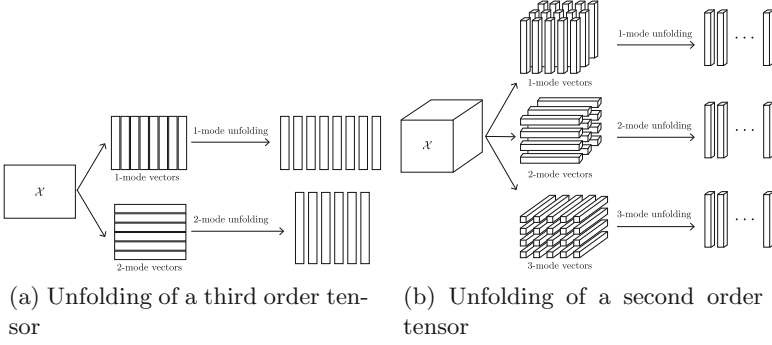 𝒳
1-mode vectors
1-mode unfolding
2-mode vectors
2-mode unfolding
(a) Unfolding of a third order ten-
sor
𝒳
1-mode vectors
1-mode unfolding
. . .
2-mode vectors
2-mode unfolding
. . .
3-mode vectors
3-mode unfolding
. . .
(b) Unfolding of a second order
tensor